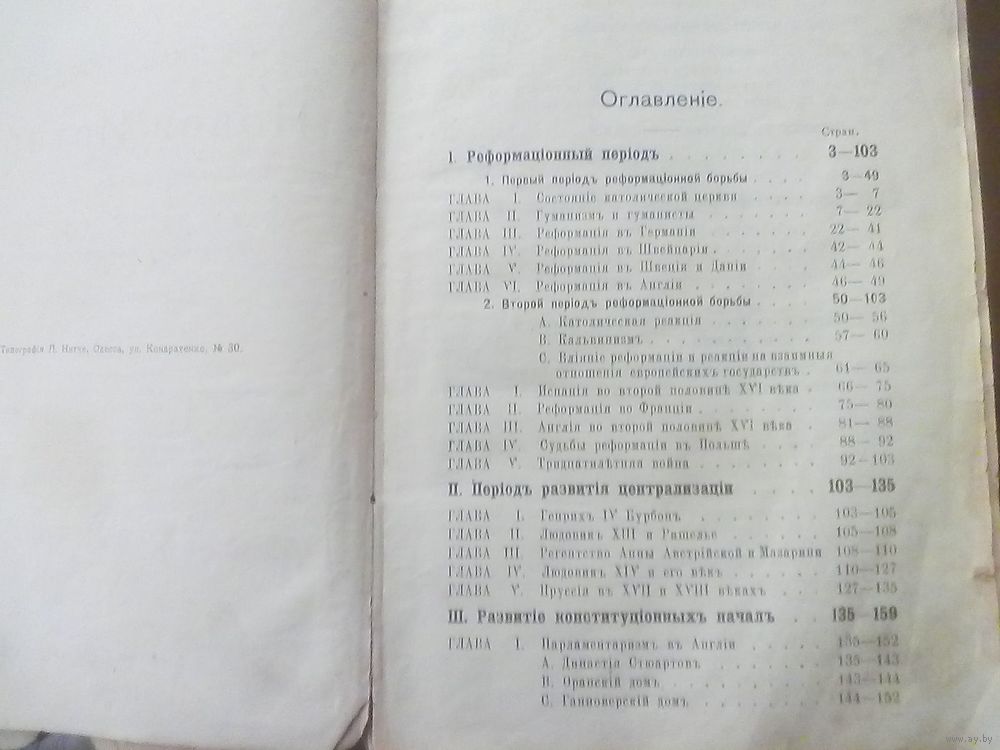 Типографія Л. Нитче, Одесса, ул. Кондратенко, № 30.
Оглавленіе.
Стран.
I. Реформаціонный періодъ . . . . . . . . 3—103
1. Первый періодъ реформаціонной борьбы . . . . 3—49
ГЛАВА I. Состояніе католической церкви . . . . 3— 7
ГЛАВА II. Гуманизмъ и гуманисты . . . . . . . 7— 22
ГЛАВА III. Реформація въ Германіи . . . . . . . 22— 41
ГЛАВА IV. Реформація въ Швейцаріи . . . . . . . 42— 44
ГЛАВА V. Реформація въ Швеціи и Даніи . . . . 44— 46
ГЛАВА VI. Реформація въ Англіи . . . . . . . 46— 49
2. Второй періодъ реформаціонной борьбы . . . . 50—103
А. Католическая реакція . . . . . . . 50— 56
В. Кальвинизмъ . . . . . . . . . . 57— 60
С. Вліяніе реформаціи и реакціи на взаимныя
отношенія европейскихъ государствъ . 61— 65
ГЛАВА I. Испанія во второй половинѣ XVI вѣка . 66— 75
ГЛАВА II. Реформація во Франціи . . . . . . . 75— 80
ГЛАВА III. Англія во второй половинѣ XVI вѣка . 81— 88
ГЛАВА IV. Судьбы реформаціи въ Польшѣ . . . . 88— 92
ГЛАВА V. Тридцатилѣтняя война . . . . . . . 92—103
II. Періодъ развитія централизаціи . . . . 103—135
ГЛАВА I. Генрихъ IV Бурбонъ . . . . . . . . 103—105
ГЛАВА II. Людовикъ XIII и Ришелье . . . . . . 105—108
ГЛАВА III. Регентство Анны Австрійской и Мазарини 108—110
ГЛАВА IV. Людовикъ XIV и его вѣкъ . . . . . . 110—127
ГЛАВА V. Пруссія въ XVII и XVIII вѣкахъ . . . 127—135
III. Развитіе конституціонныхъ началъ . . 135—159
ГЛАВА I. Парламентаризмъ въ Англіи . . . . . 135—152
А. Династія Стюартовъ . . . . . . . 135—143
В. Оранскій домъ . . . . . . . . . 143—144
С. Ганноверскій домъ . . . . . . . 144—152
www.ay.by